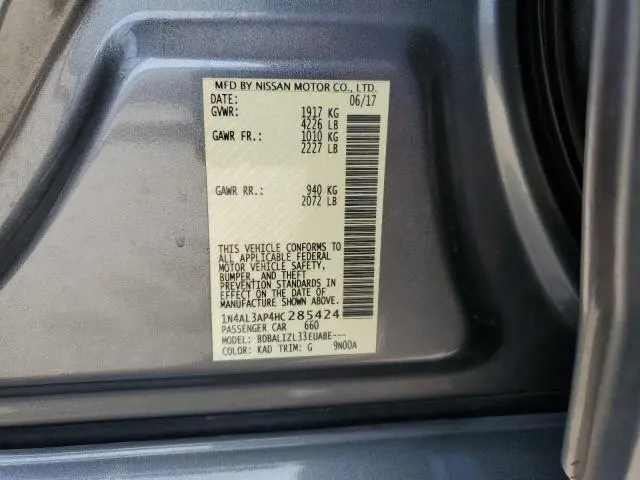 MFD BY NISSAN MOTOR CO., LTD.
DATE: 06/17
GVWR: 1917 KG
4226 LB
GAWR FR.: 1010 KG
2227 LB
GAWR RR.: 940 KG
2072 LB
THIS VEHICLE CONFORMS TO
ALL APPLICABLE FEDERAL
MOTOR VEHICLE SAFETY,
BUMPER, AND THEFT
PREVENTION STANDARDS IN
EFFECT ON THE DATE OF
MANUFACTURE SHOWN ABOVE.
1N4AL3AP4HC285424
PASSENGER CAR 660
MODEL: BDBALIZL33EUABE---
COLOR: KAD TRIM: G 9N00A